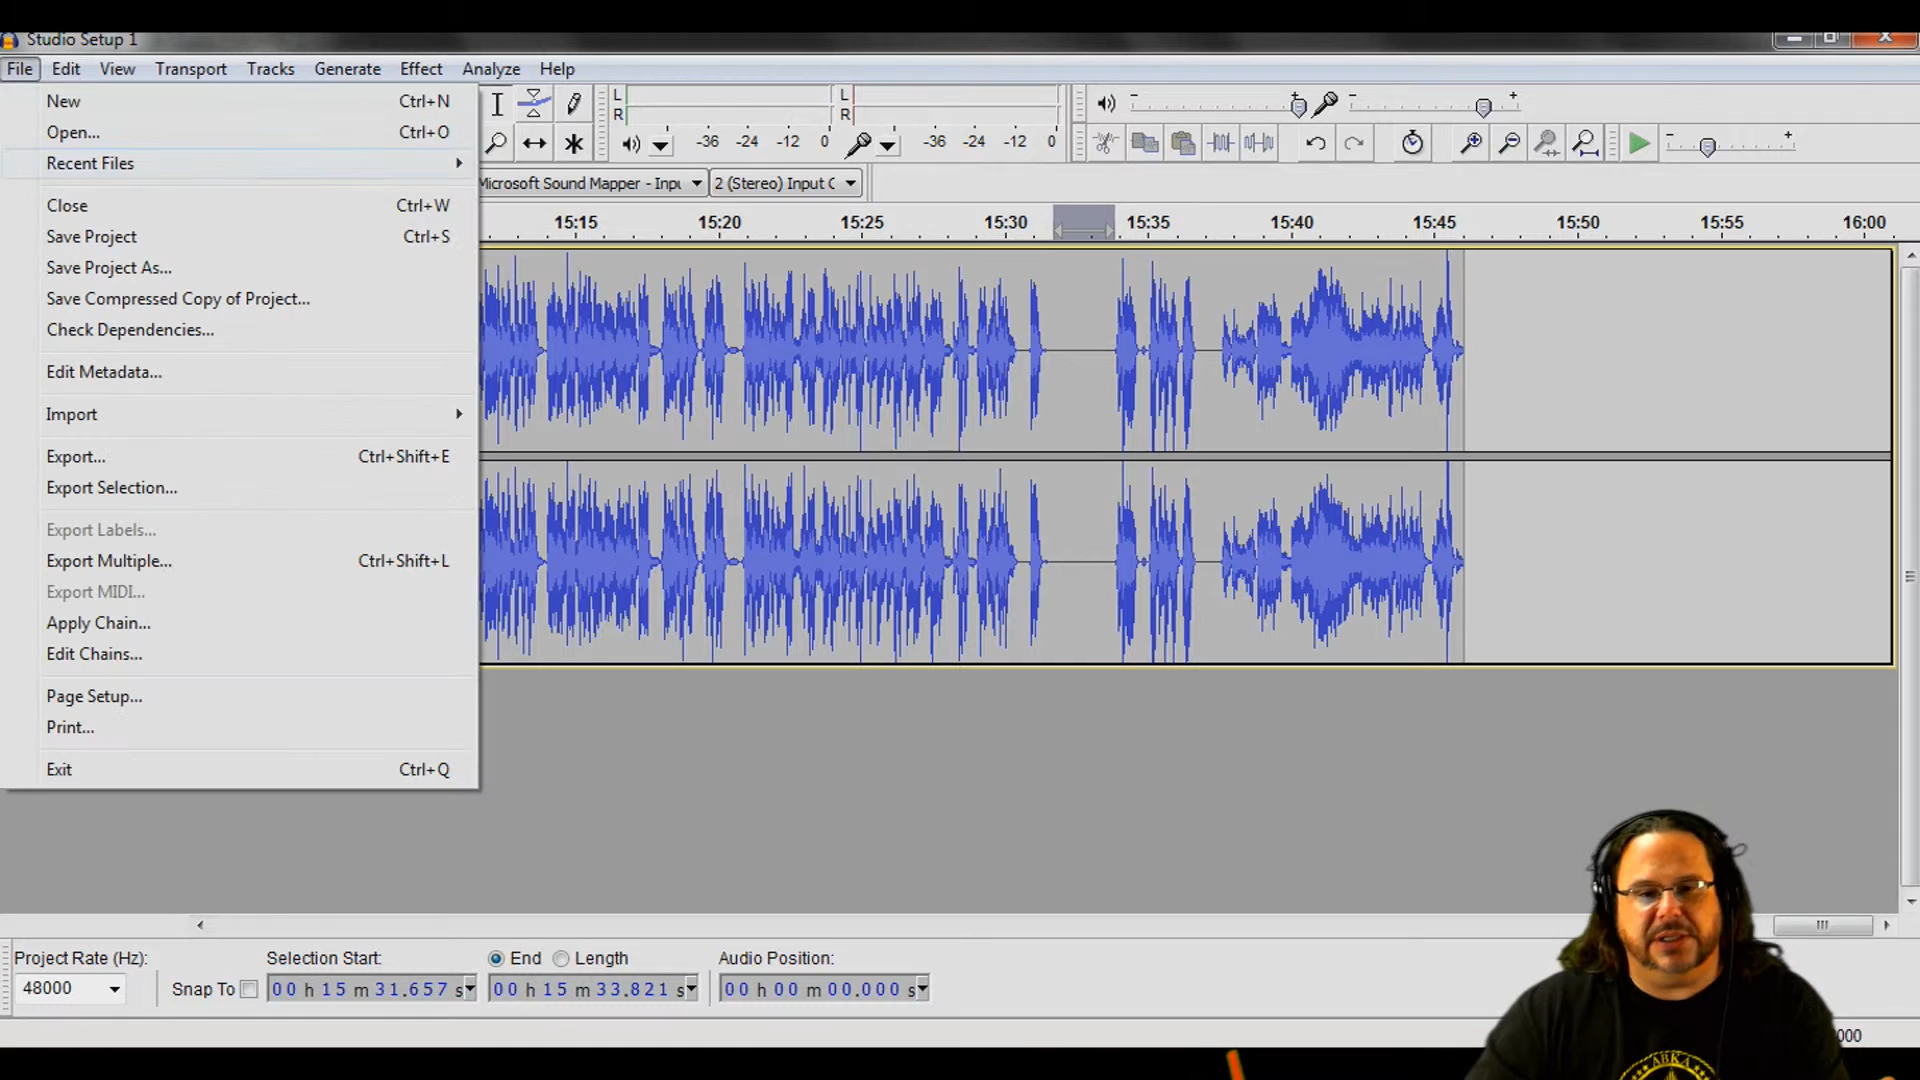 Studio Setup 1
File Edit View Transport Tracks Generate Effect Analyze Help
New Ctrl+N
Open... Ctrl+O
Recent Files
Close Ctrl+W
Save Project Ctrl+S
Save Project As...
Save Compressed Copy of Project...
Check Dependencies...
Edit Metadata...
Import
Export... Ctrl+Shift+E
Export Selection...
Export Labels...
Export Multiple... Ctrl+Shift+L
Export MIDI...
Apply Chain...
Edit Chains...
Page Setup...
Print...
Exit Ctrl+Q
L L
R R
-36 -24 -12 0 -36 -24 -12 0
Microsoft Sound Mapper - Inpu 2 (Stereo) Input C
15:15 15:20 15:25 15:30 15:35 15:40 15:45 15:50 15:55 16:00
Project Rate (Hz): Selection Start: End Length Audio Position:
48000 Snap To 00 h 15 m 31.657 s 00 h 15 m 33.821 s 00 h 00 m 00.000 s
000
ABKA